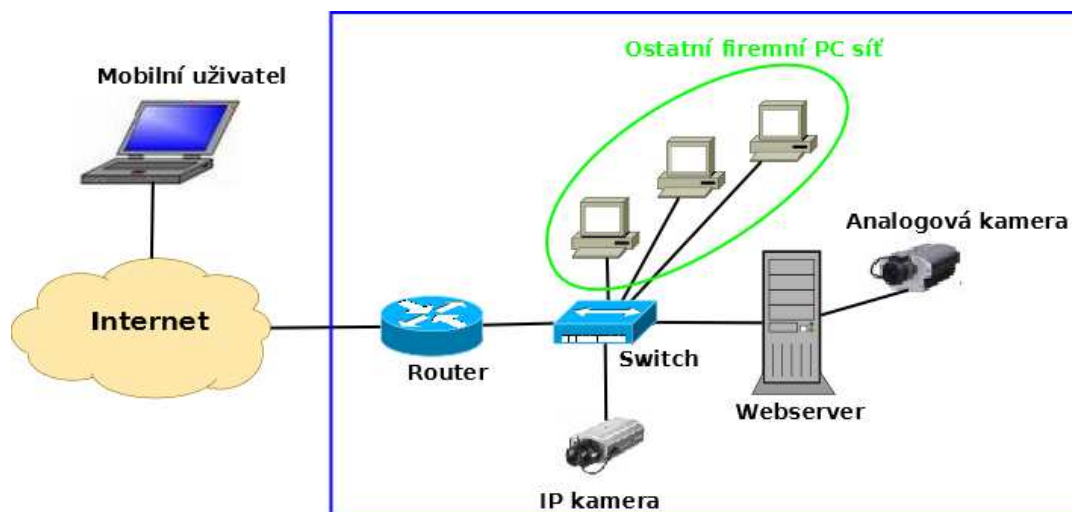 Ostatní firemní PC síť
Mobilní uživatel
Analogová kamera
Internet
Router
Switch
Webserver
IP kamera